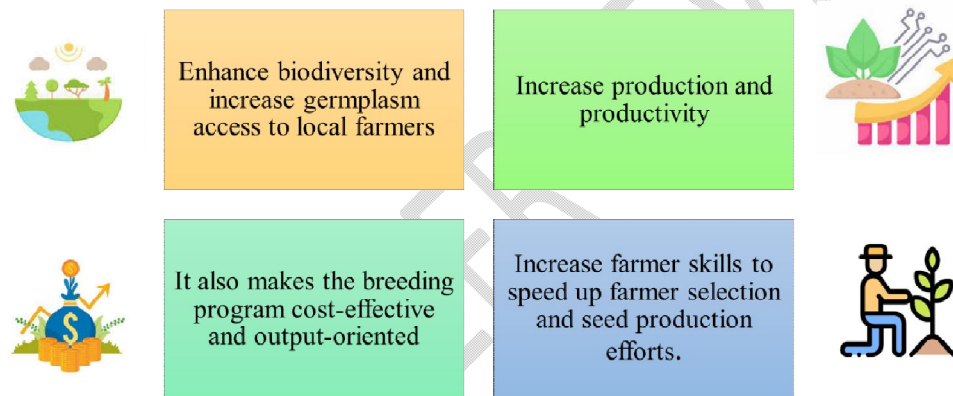 Enhance biodiversity and
increase germplasm
access to local farmers
Increase production and
productivity
It also makes the breeding
program cost-effective
and output-oriented
Increase farmer skills to
speed up farmer selection
and seed production
efforts.